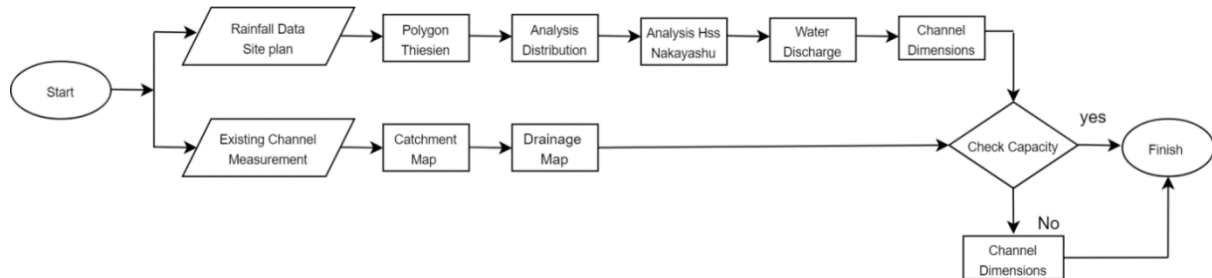 Start
Rainfall Data
Site plan
Polygon
Thiesien
Analysis
Distribution
Analysis Hss
Nakayashu
Water
Discharge
Channel
Dimensions
Existing Channel
Measurement
Catchment
Map
Drainage
Map
Check Capacity
yes
Finish
No
Channel
Dimensions